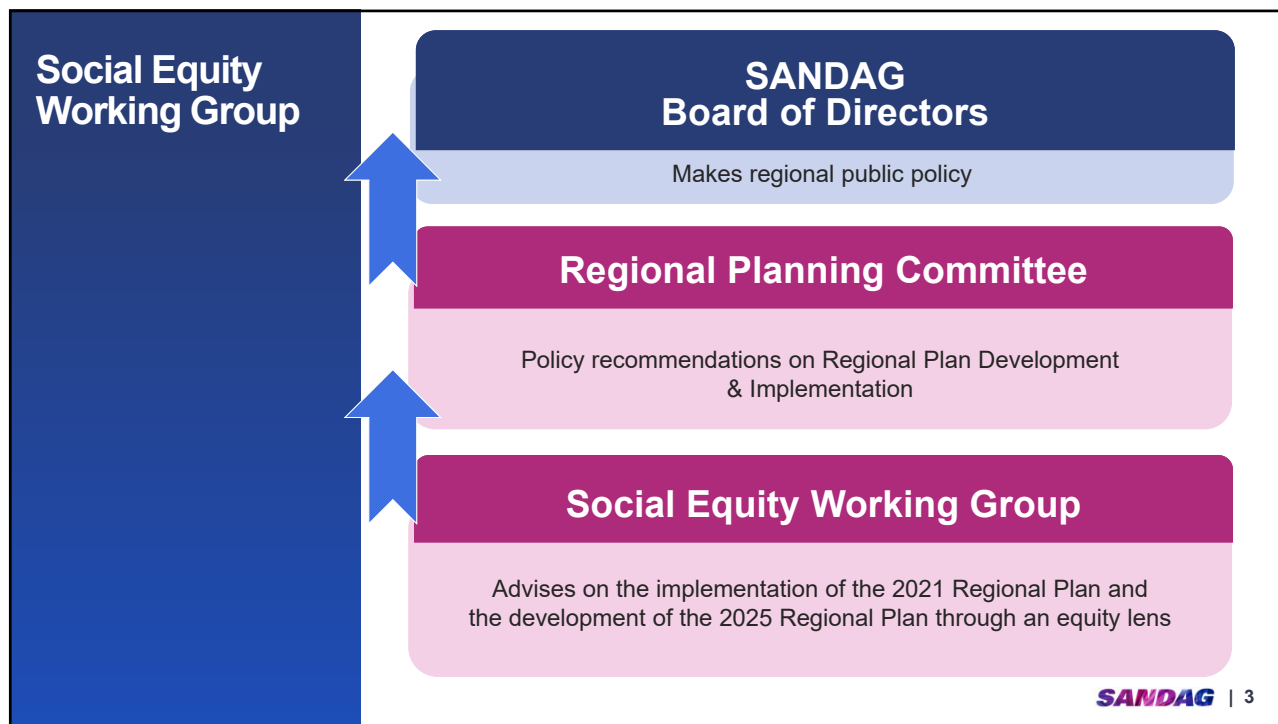 Social Equity
Working Group
SANDAG
Board of Directors
Makes regional public policy
Regional Planning Committee
Policy recommendations on Regional Plan Development
& Implementation
Social Equity Working Group
Advises on the implementation of the 2021 Regional Plan and
the development of the 2025 Regional Plan through an equity lens
SANDAG | 3